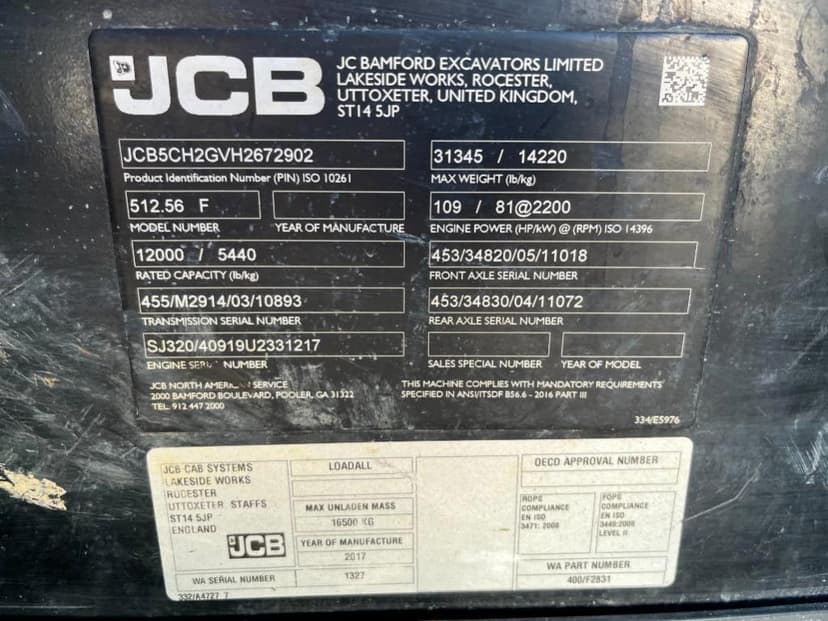 JCB
JC BAMFORD EXCAVATORS LIMITED
LAKESIDE WORKS, ROCESTER,
UTTOXETER, UNITED KINGDOM,
ST14 5JP
JCB5CH2GVH2672902
Product Identification Number (PIN) ISO 10261
31345 / 14220
MAX WEIGHT (lb/kg)
512.56 F
MODEL NUMBER
YEAR OF MANUFACTURE
109 / 81@2200
ENGINE POWER (HP/kW) @ (RPM) ISO 14396
12000 / 5440
RATED CAPACITY (lb/kg)
453/34820/05/11018
FRONT AXLE SERIAL NUMBER
455/M2914/03/10893
TRANSMISSION SERIAL NUMBER
453/34830/04/11072
REAR AXLE SERIAL NUMBER
SJ320/40919U2331217
ENGINE SERIAL NUMBER
SALES SPECIAL NUMBER
YEAR OF MODEL
JCB NORTH AMERICAN SERVICE
2000 BAMFORD BOULEVARD, POOLER, GA 31322
TEL. 912 447 2000
THIS MACHINE COMPLIES WITH MANDATORY REQUIREMENTS
SPECIFIED IN ANSI/ITSDF B56.6 - 2016 PART III
334/E5976
JCB CAB SYSTEMS
LAKESIDE WORKS
ROCESTER
UTTOXETER STAFFS
ST14 5JP
ENGLAND
JCB
LOADALL
MAX UNLADEN MASS
16500 KG
YEAR OF MANUFACTURE
2017
WA SERIAL NUMBER
1327
332/A4727 7
OECD APPROVAL NUMBER
ROPS
COMPLIANCE
EN ISO
3471: 2008
FOPS
COMPLIANCE
EN ISO
3449:2008
LEVEL II
WA PART NUMBER
400/F2831